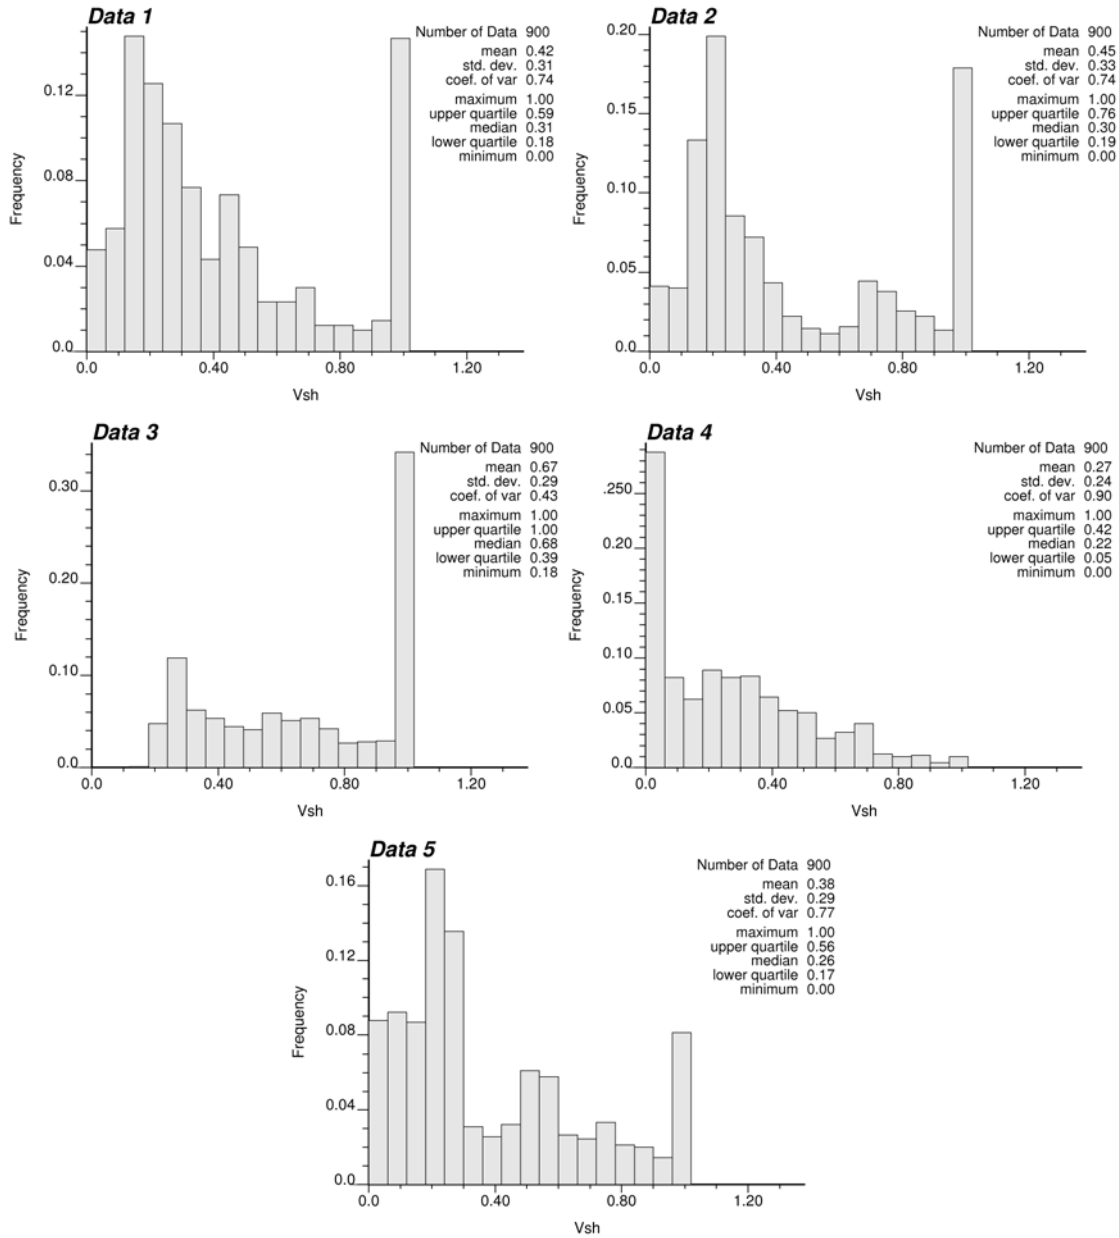 Data 1
Number of Data 900
mean 0.42
std. dev. 0.31
coef. of var 0.74
maximum 1.00
upper quartile 0.59
median 0.31
lower quartile 0.18
minimum 0.00
Frequency
0.12
0.08
0.04
0.0
0.0 0.40 0.80 1.20
Vsh
Data 2
Number of Data 900
mean 0.45
std. dev. 0.33
coef. of var 0.74
maximum 1.00
upper quartile 0.76
median 0.30
lower quartile 0.19
minimum 0.00
Frequency
0.20
0.15
0.10
0.05
0.0
0.0 0.40 0.80 1.20
Vsh
Data 3
Number of Data 900
mean 0.67
std. dev. 0.29
coef. of var 0.43
maximum 1.00
upper quartile 1.00
median 0.68
lower quartile 0.39
minimum 0.18
Frequency
0.30
0.20
0.10
0.0
0.0 0.40 0.80 1.20
Vsh
Data 4
Number of Data 900
mean 0.27
std. dev. 0.24
coef. of var 0.90
maximum 1.00
upper quartile 0.42
median 0.22
lower quartile 0.05
minimum 0.00
Frequency
.250
0.20
0.15
0.10
0.05
0.0
0.0 0.40 0.80 1.20
Vsh
Data 5
Number of Data 900
mean 0.38
std. dev. 0.29
coef. of var 0.77
maximum 1.00
upper quartile 0.56
median 0.26
lower quartile 0.17
minimum 0.00
Frequency
0.16
0.12
0.08
0.04
0.0
0.0 0.40 0.80 1.20
Vsh